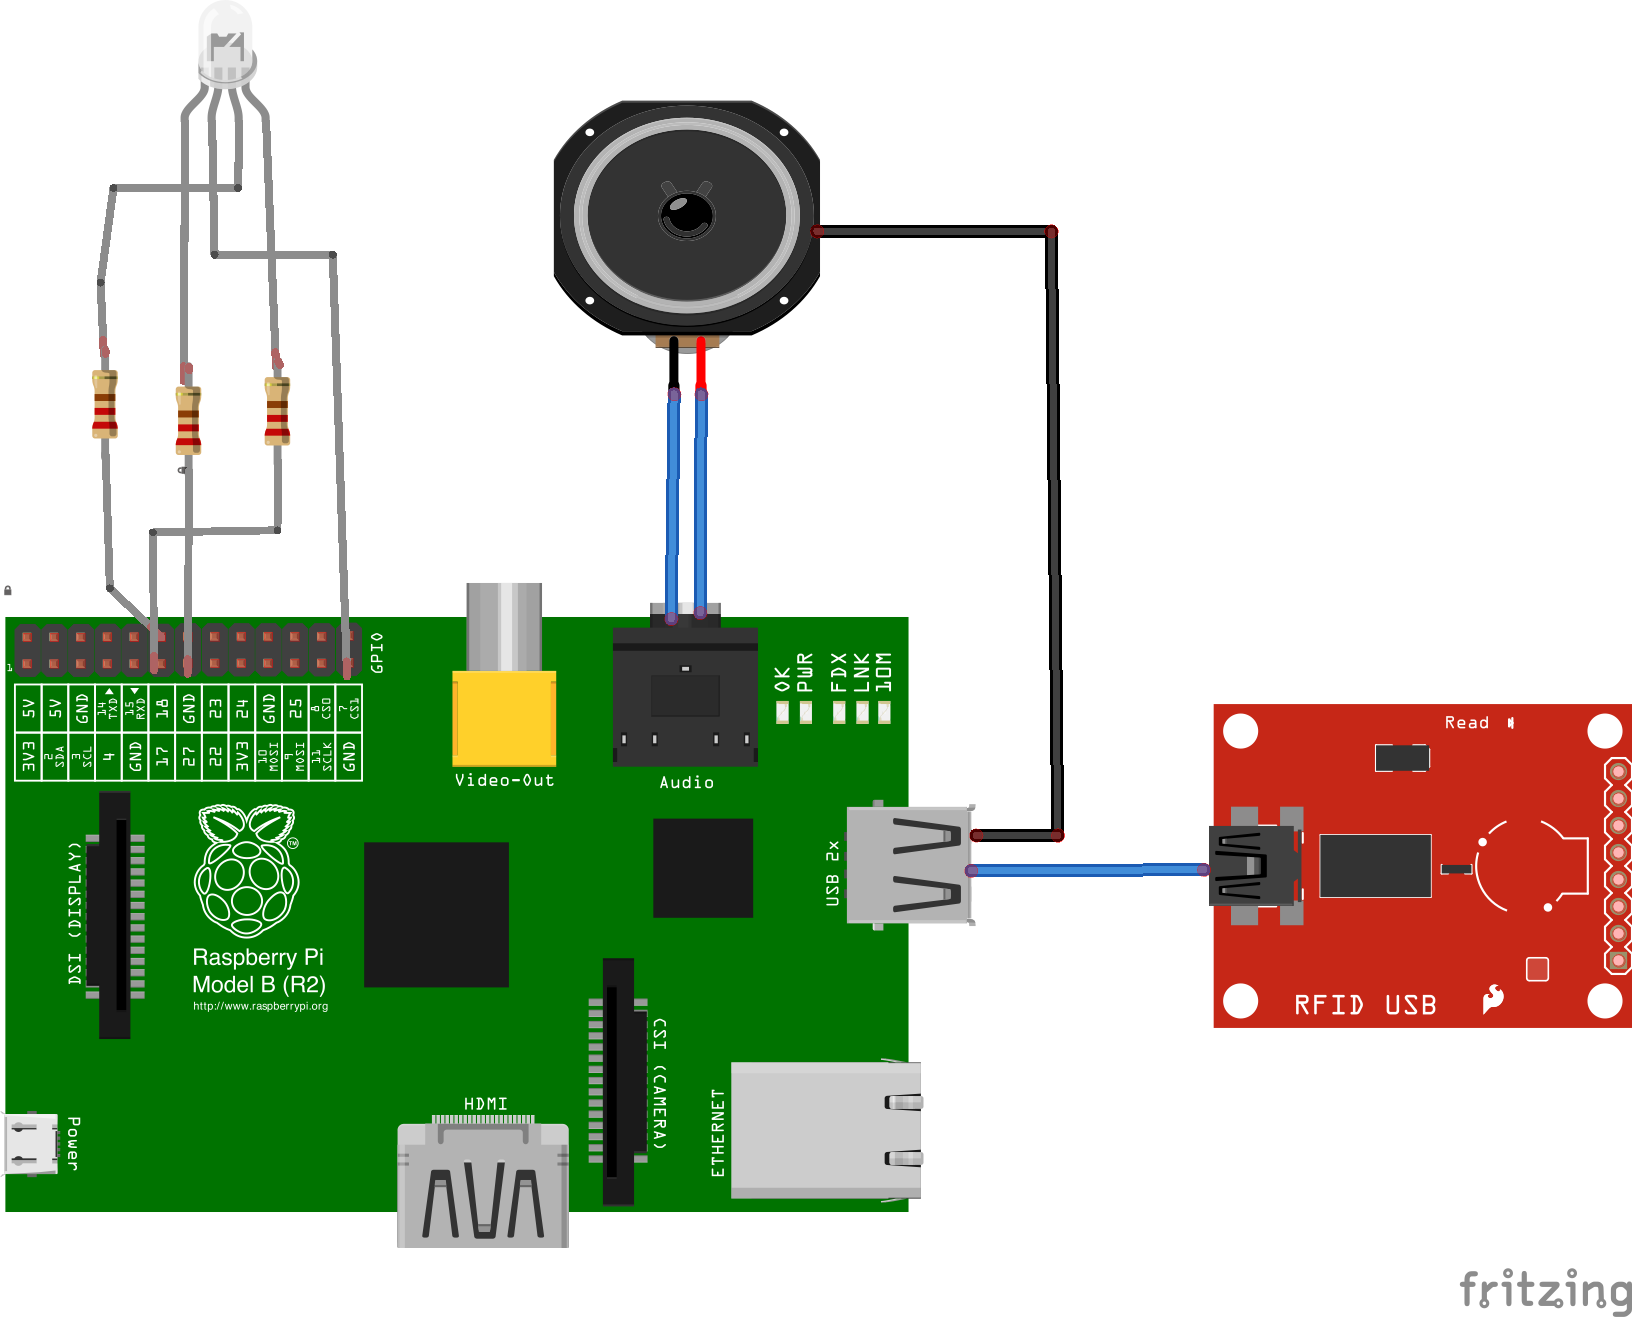 GPIO
1
5V 5V GND 14 TXD 15 RXD 18 GND 23 24 GND 25 8 CS0 7 CS1
3V3 2 SDA 3 SCL 4 GND 17 27 22 3V3 10 MOSI 9 MOSI 11 SCLK GND
Video-Out
Audio
OK
PWR
FDX
LNK
10M
USB 2x
DSI (DISPLAY)
TM
Raspberry Pi
Model B (R2)
http://www.raspberrypi.org
CSI (CAMERA)
HDMI
ETHERNET
Power
Read
RFID USB
fritzing